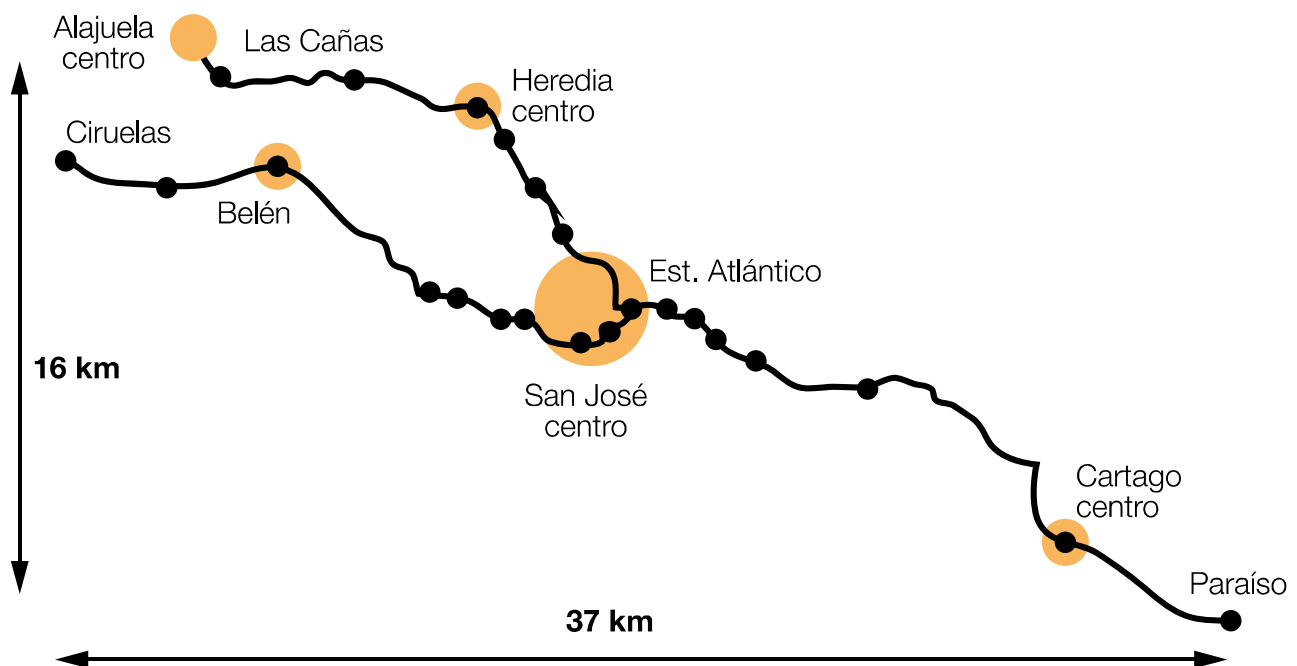 Alajuela
centro
Las Cañas
Heredia
centro
Ciruelas
Belén
Est. Atlántico
16 km
San José
centro
Cartago
centro
Paraíso
37 km